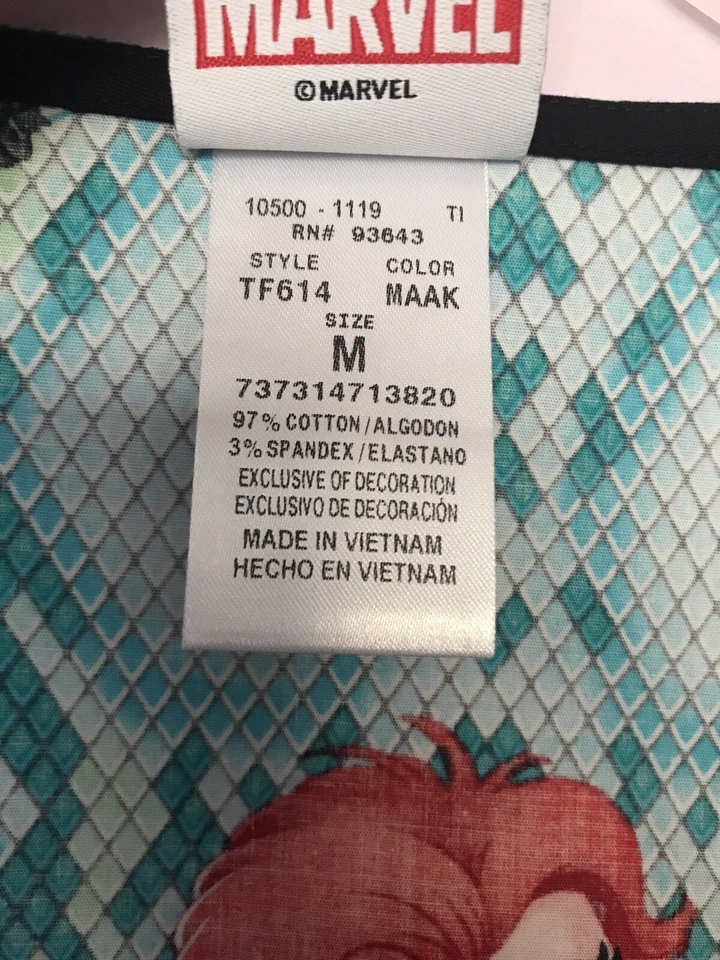 MARVEL
©MARVEL
10500 - 1119 TI
RN# 93643
STYLE COLOR
TF614 MAAK
SIZE
M
737314713820
97% COTTON/ALGODON
3% SPANDEX/ELASTANO
EXCLUSIVE OF DECORATION
EXCLUSIVO DE DECORACIÓN
MADE IN VIETNAM
HECHO EN VIETNAM